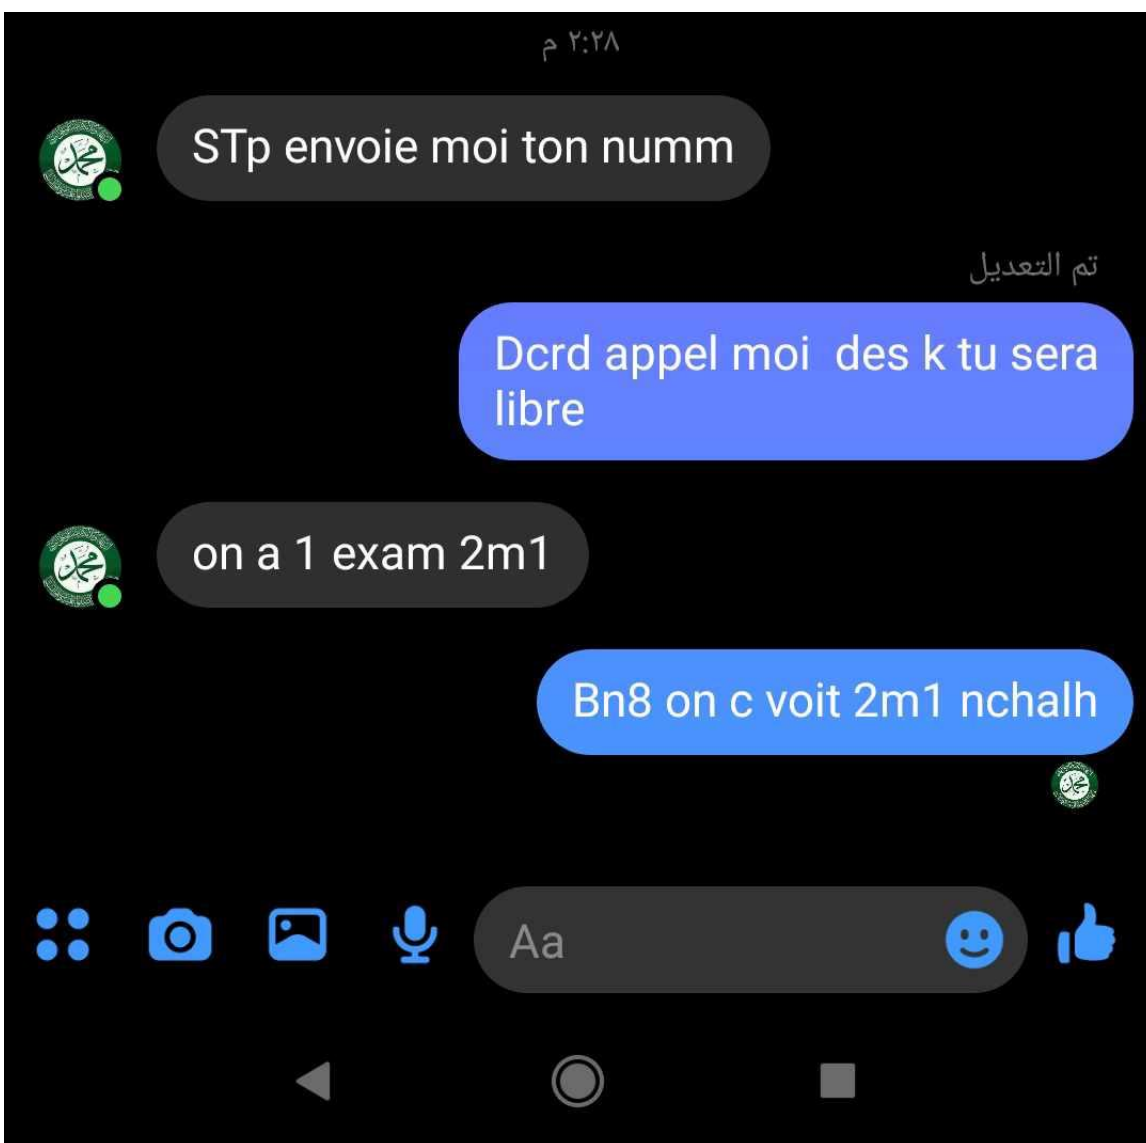 ٢:٢٨ م
STp envoie moi ton numm
تم التعديل
Dcrd appel moi  des k tu sera
libre
on a 1 exam 2m1
Bn8 on c voit 2m1 nchalh
Aa